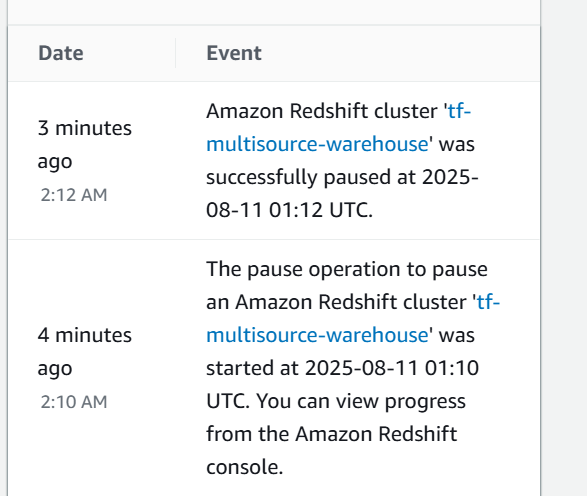 Date
Event
3 minutes
ago
2:12 AM
Amazon Redshift cluster 'tf-
multisource-warehouse' was
successfully paused at 2025-
08-11 01:12 UTC.
4 minutes
ago
2:10 AM
The pause operation to pause
an Amazon Redshift cluster 'tf-
multisource-warehouse' was
started at 2025-08-11 01:10
UTC. You can view progress
from the Amazon Redshift
console.